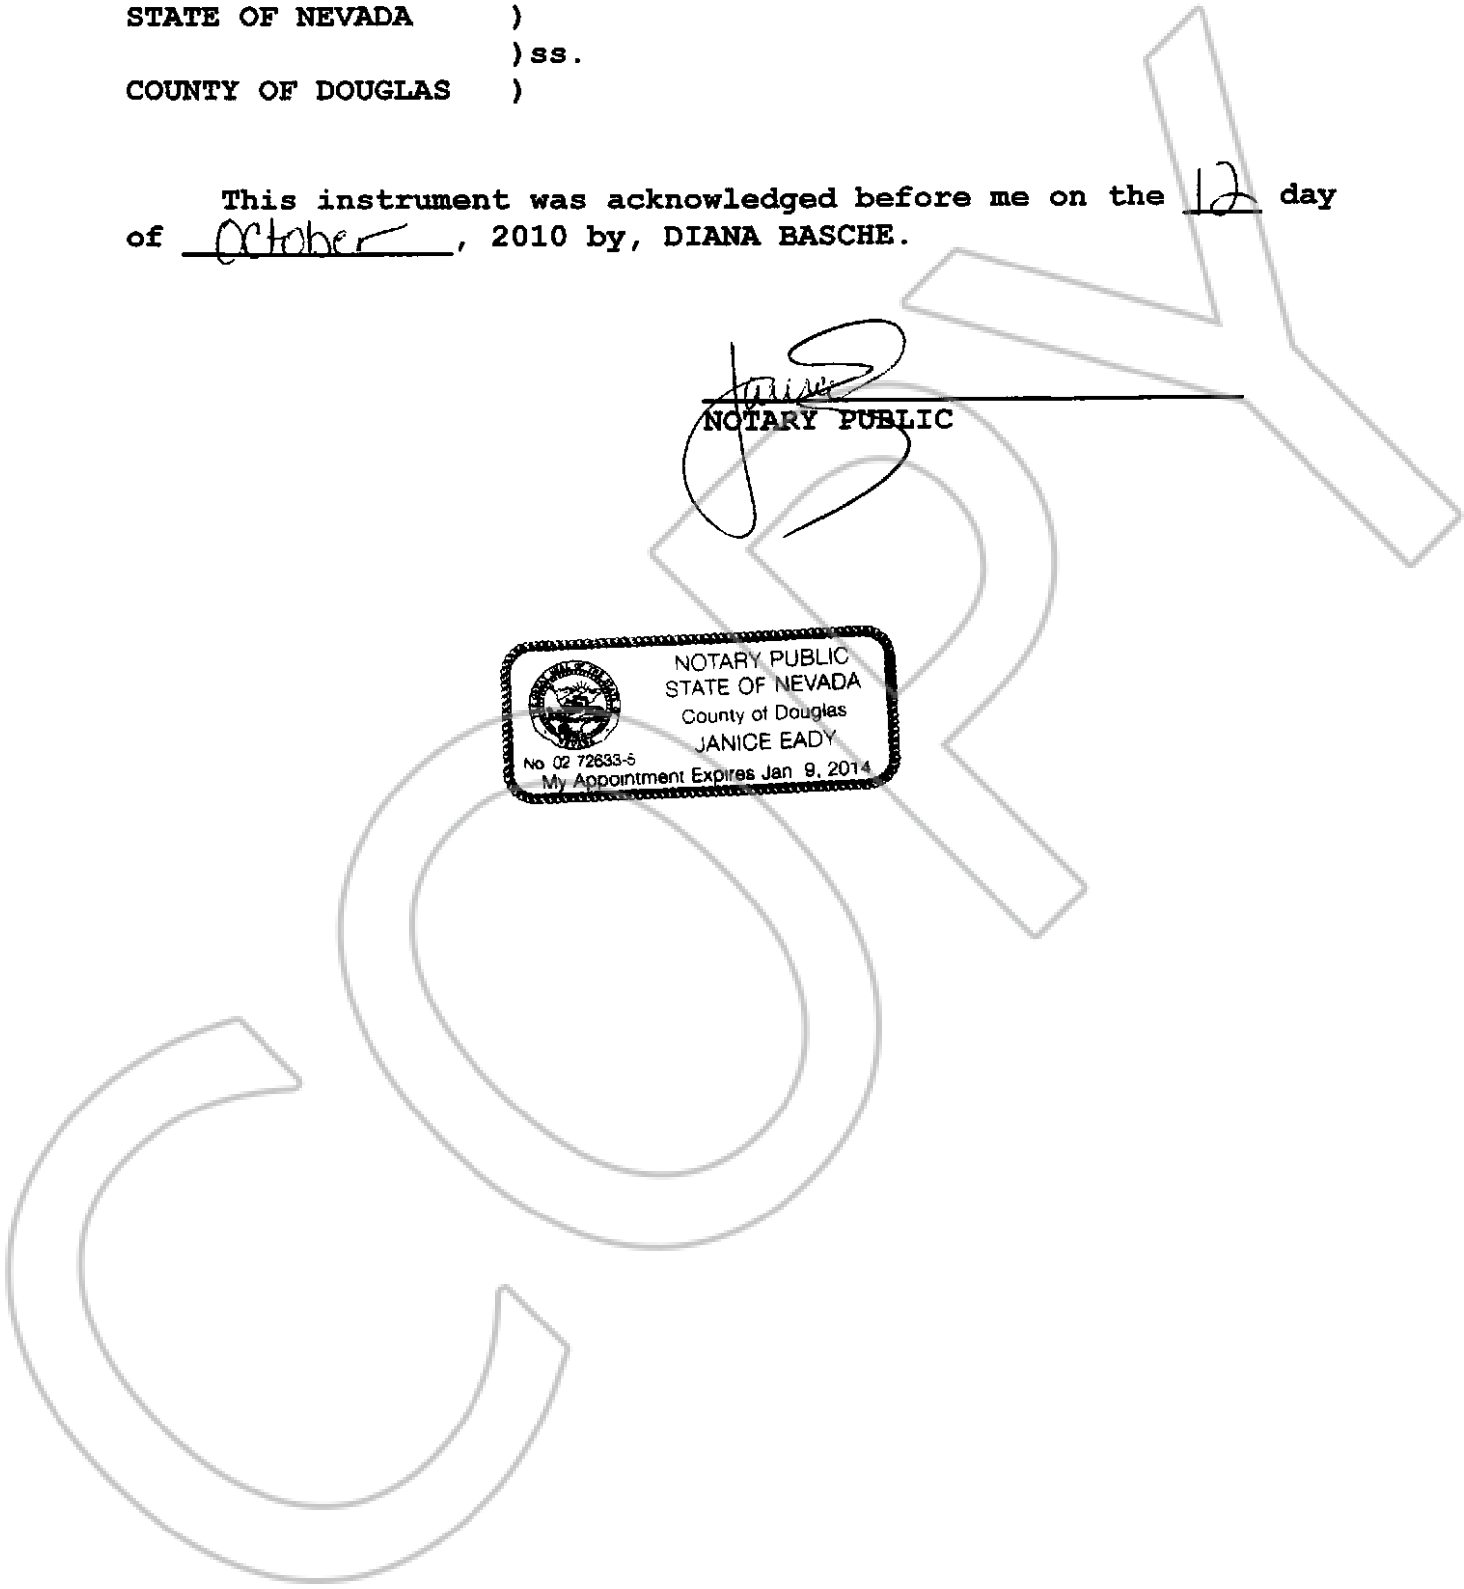 STATE OF NEVADA )
)ss.
COUNTY OF DOUGLAS )
This instrument was acknowledged before me on the 12 day
of October, 2010 by, DIANA BASCHE.
Janice
NOTARY PUBLIC
NOTARY PUBLIC
STATE OF NEVADA
County of Douglas
JANICE EADY
No 02 72633-5
My Appointment Expires Jan 9, 2014
COPY